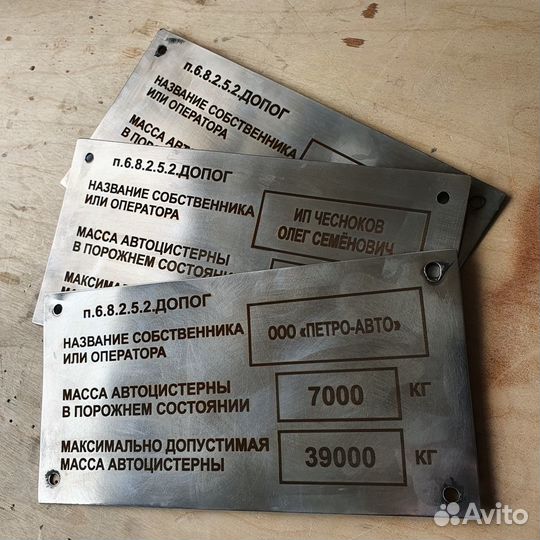 п.6.8.2.5.2.ДОПОГ
НАЗВАНИЕ СОБСТВЕННИКА
ИЛИ ОПЕРАТОРА
МАССА АВТОЦИСТЕРНЫ
В ПОРОЖНЕМ
п.6.8.2.5.2.ДОПОГ
НАЗВАНИЕ СОБСТВЕННИКА
ИЛИ ОПЕРАТОРА
ИП ЧЕСНОКОВ
ОЛЕГ СЕМЁНОВИЧ
МАССА АВТОЦИСТЕРНЫ
В ПОРОЖНЕМ СОСТОЯНИИ
п.6.8.2.5.2.ДОПОГ
НАЗВАНИЕ СОБСТВЕННИКА
ИЛИ ОПЕРАТОРА
ООО «ПЕТРО-АВТО»
МАССА АВТОЦИСТЕРНЫ
В ПОРОЖНЕМ СОСТОЯНИИ
7000 КГ
МАКСИМАЛЬНО ДОПУСТИМАЯ
МАССА АВТОЦИСТЕРНЫ
39000 КГ
Avito